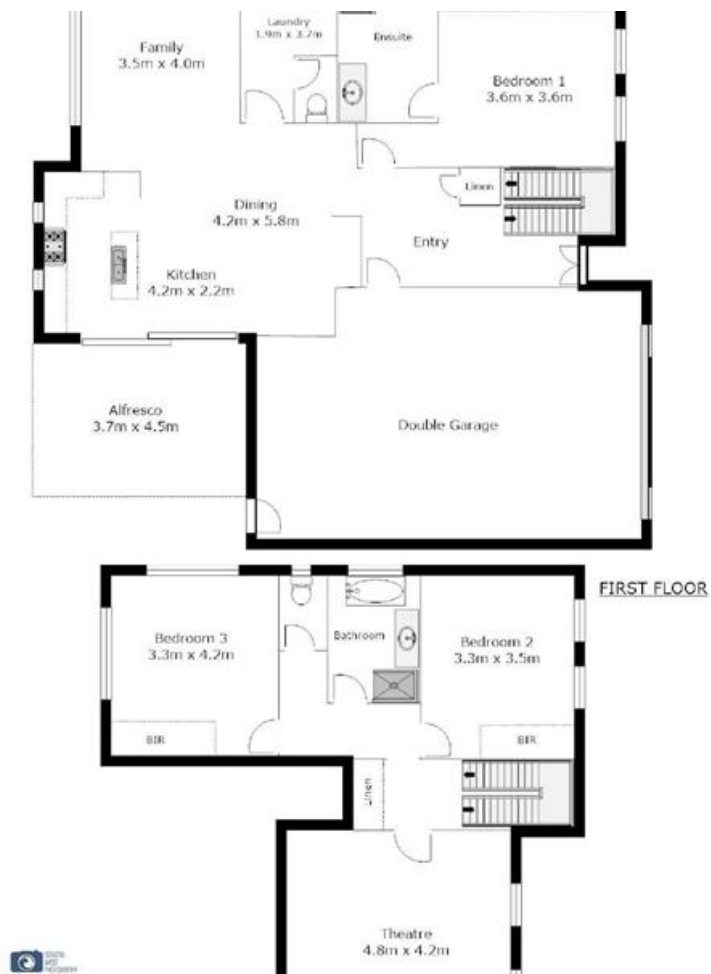 Laundry
1.9m x 3.7m
Ensuite
Family
3.5m x 4.0m
Bedroom 1
3.6m x 3.6m
Linen
Dining
4.2m x 5.8m
Entry
Kitchen
4.2m x 2.2m
Alfresco
3.7m x 4.5m
Double Garage
FIRST FLOOR
Bedroom 3
3.3m x 4.2m
Bathroom
Bedroom 2
3.3m x 3.5m
BIR
BIR
Linen
Theatre
4.8m x 4.2m